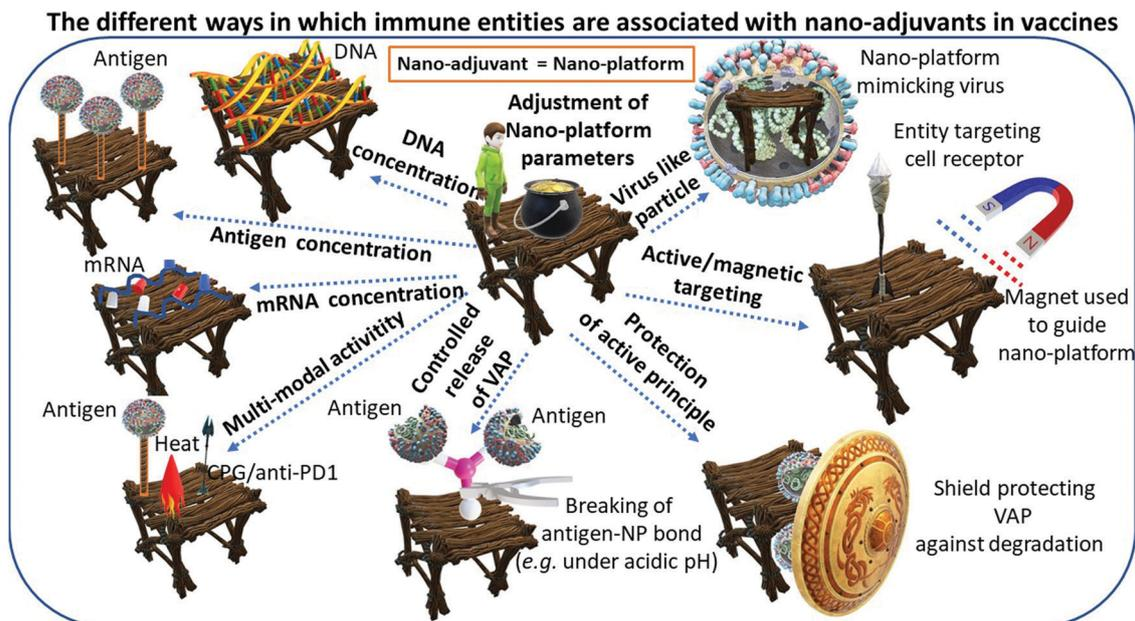 The different ways in which immune entities are associated with nano-adjuvants in vaccines
Antigen
DNA
Nano-adjuvant = Nano-platform
Nano-platform
mimicking virus
Adjustment of
Nano-platform
parameters
DNA
concentration
Virus like
particle
Entity targeting
cell receptor
S
N
Antigen concentration
Active/magnetic
targeting
mRNA
mRNA concentration
Magnet used
to guide
nano-platform
Multi-modal activitity
Controlled
release
of VAP
Protection
of active principle
Antigen
Heat
CPG/anti-PD1
Antigen
Antigen
Breaking of
antigen-NP bond
(e.g. under acidic pH)
Shield protecting
VAP
against degradation